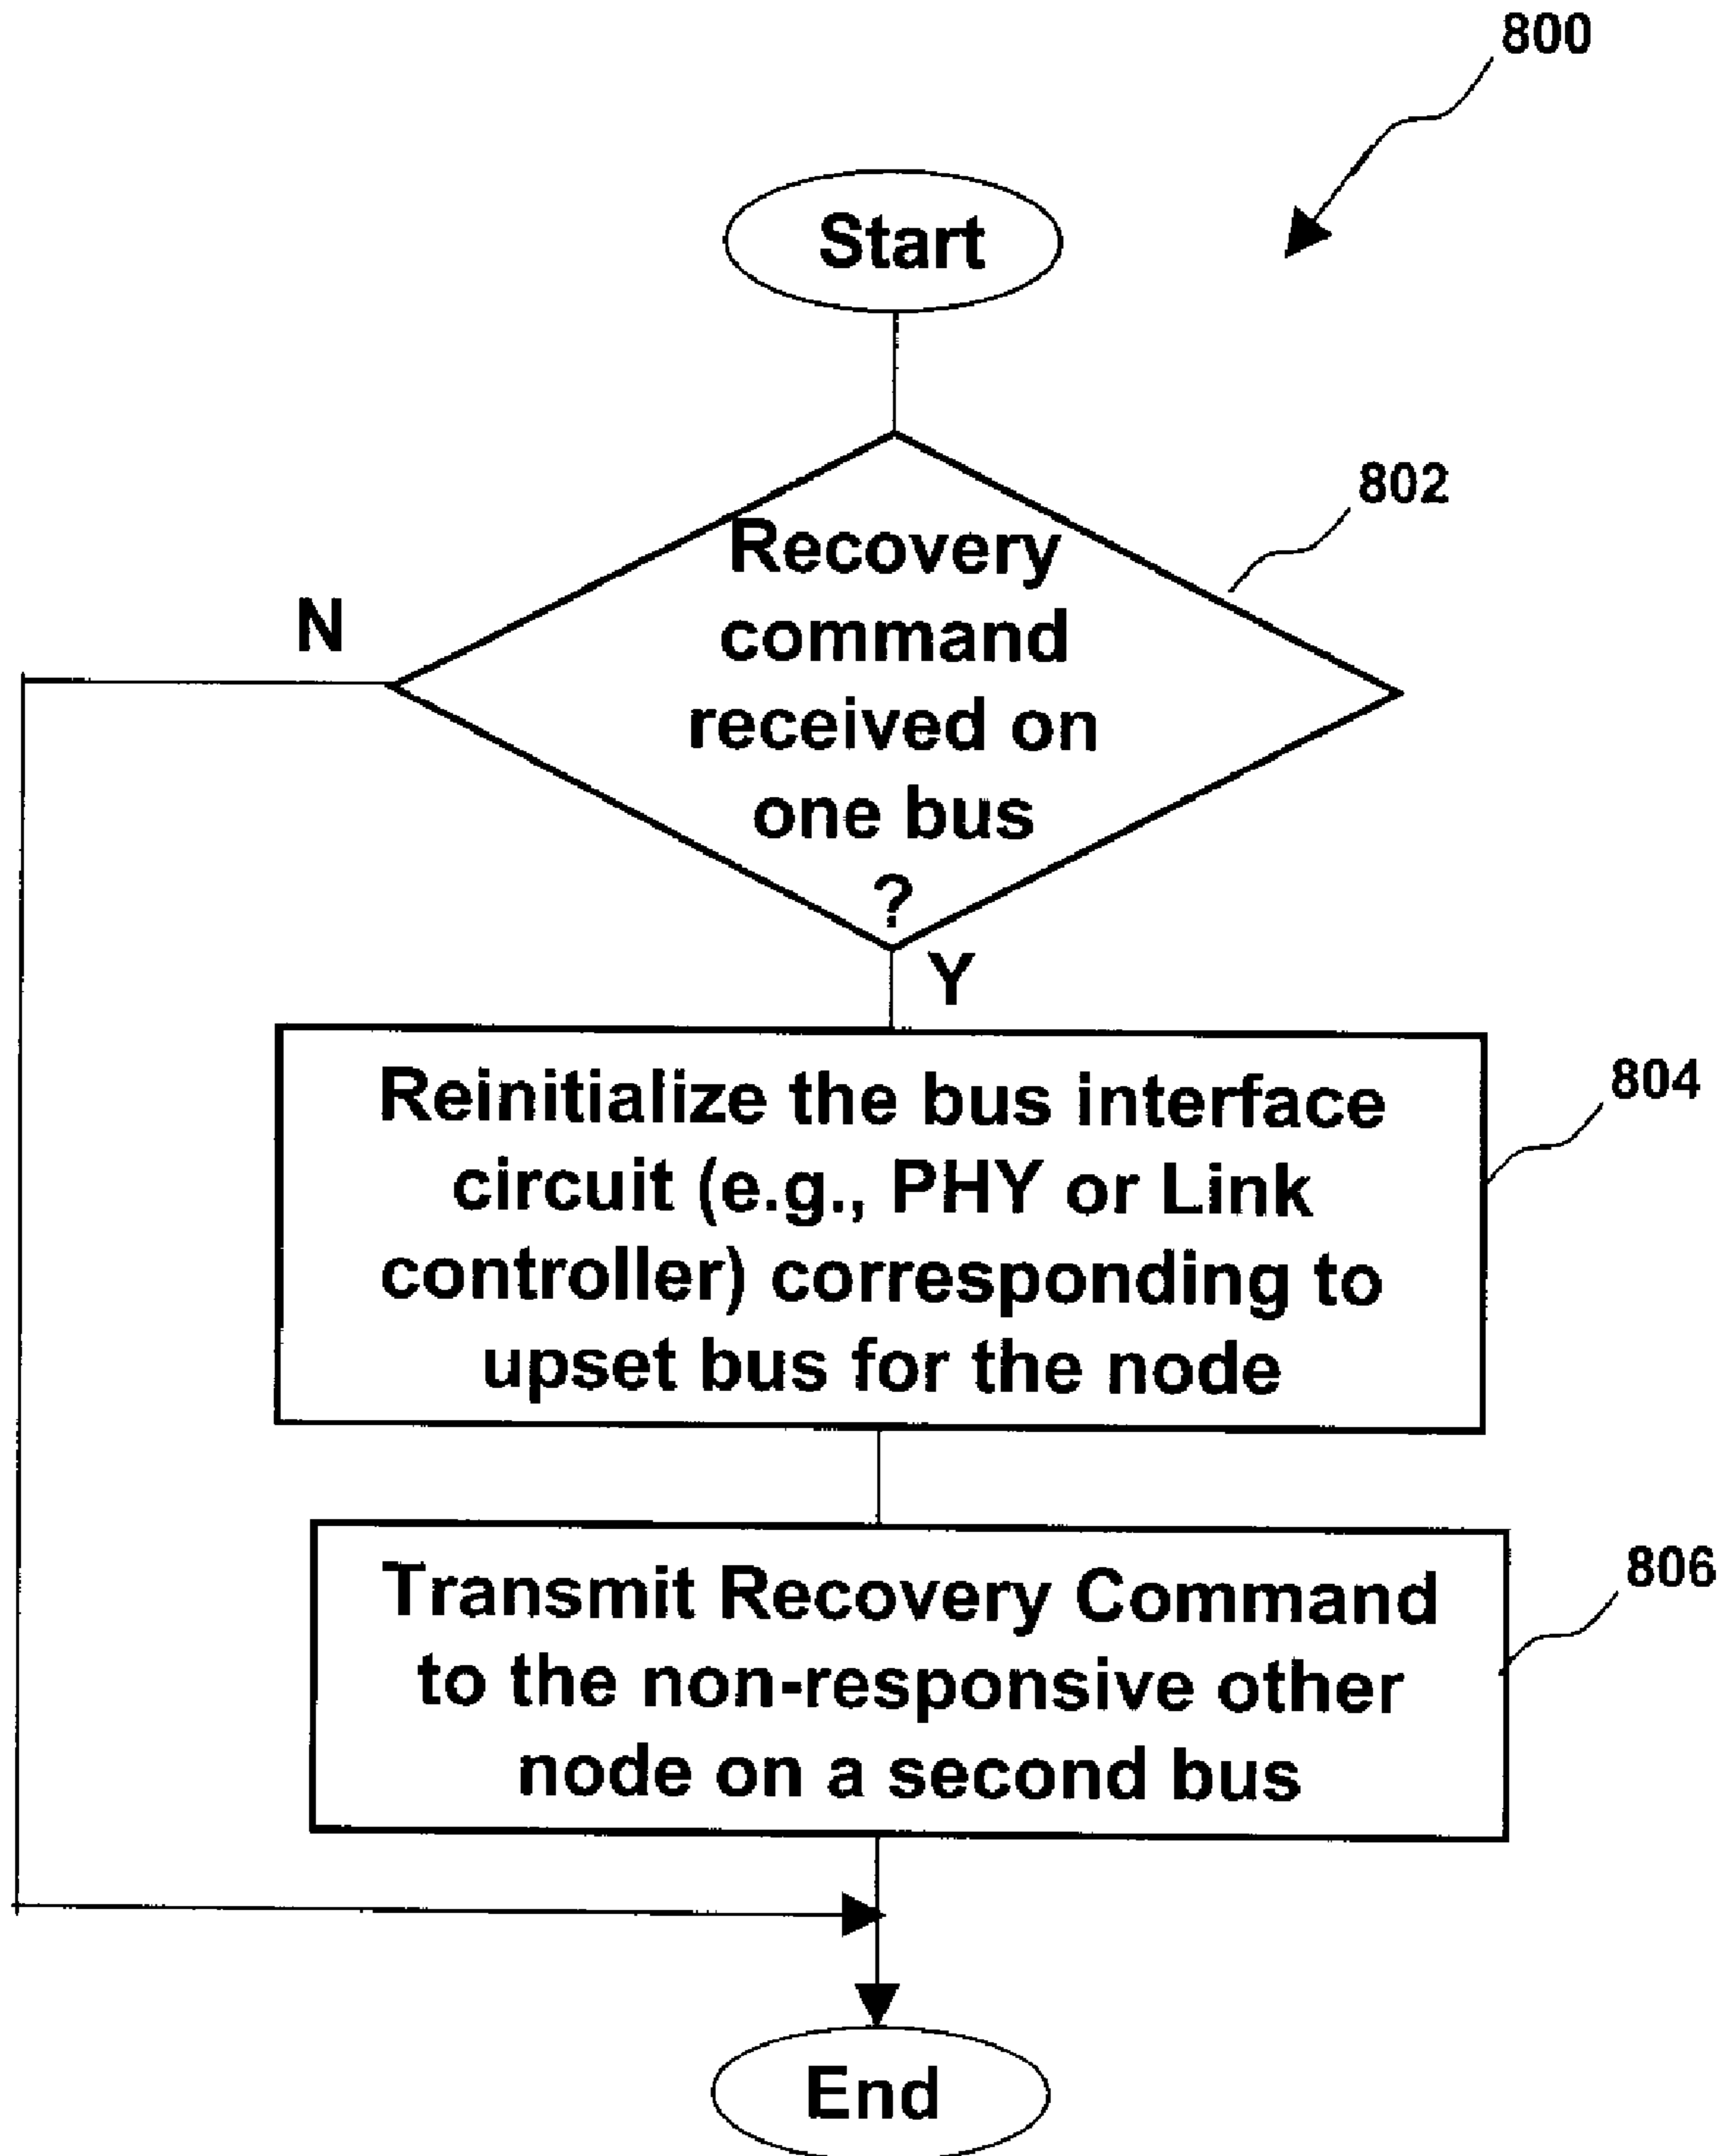 800
Start
802
Recovery
command
received on
one bus
?
N
Y
804
Reinitialize the bus interface
circuit (e.g., PHY or Link
controller) corresponding to
upset bus for the node
806
Transmit Recovery Command
to the non-responsive other
node on a second bus
End